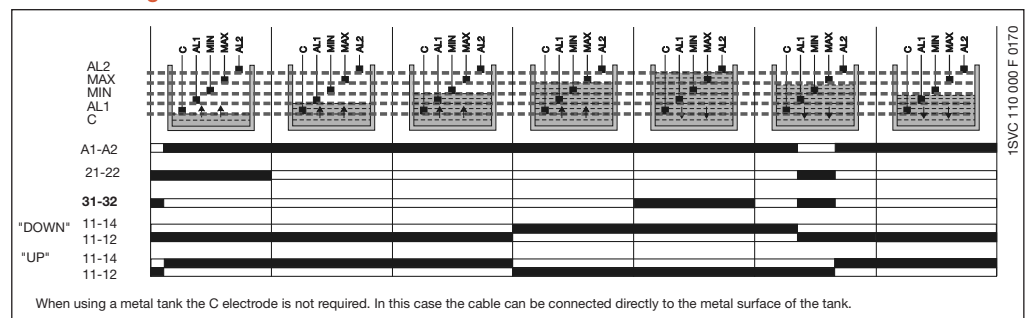 C AL1 MIN MAX AL2 C AL1 MIN MAX AL2 C AL1 MIN MAX AL2 C AL1 MIN MAX AL2 C AL1 MIN MAX AL2 C AL1 MIN MAX AL2 C AL1 MIN MAX AL2
AL2
MAX
MIN
AL1
C
A1-A2
21-22
31-32
"DOWN" 11-14
11-12
"UP" 11-14
11-12
When using a metal tank the C electrode is not required. In this case the cable can be connected directly to the metal surface of the tank.
1SVC 110 000 F 0170